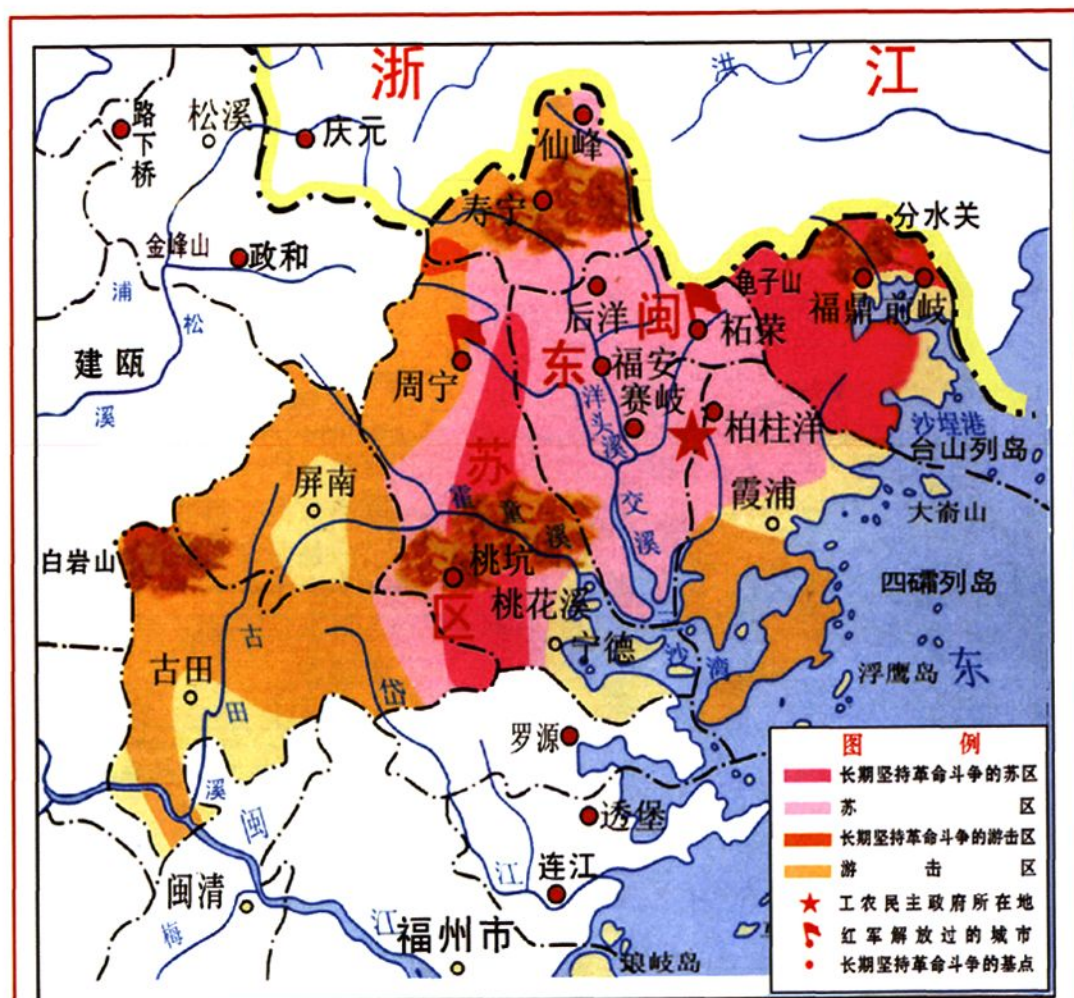 浙江
洪口
路下桥
松溪
庆元
仙峰
寿宁
分水关
金峰山
政和
龟子山
福鼎
前岐
浦
后洋
闽
柘荣
建瓯
松
溪
周宁
东
福安
赛岐
洋头溪
柏柱洋
沙埕港
台山列岛
苏
屏南
霞浦
大嵛山
霍童溪
交溪
白岩山
桃坑
四礵列岛
区
桃花溪
古田
古
田
溪
宁德
沙
湾
浮鹰岛
东
岱
江
罗源
透堡
连江
闽
江
闽清
梅
福州市
琅岐岛
图例
长期坚持革命斗争的苏区
苏区
长期坚持革命斗争的游击区
游击区
工农民主政府所在地
红军解放过的城市
长期坚持革命斗争的基点